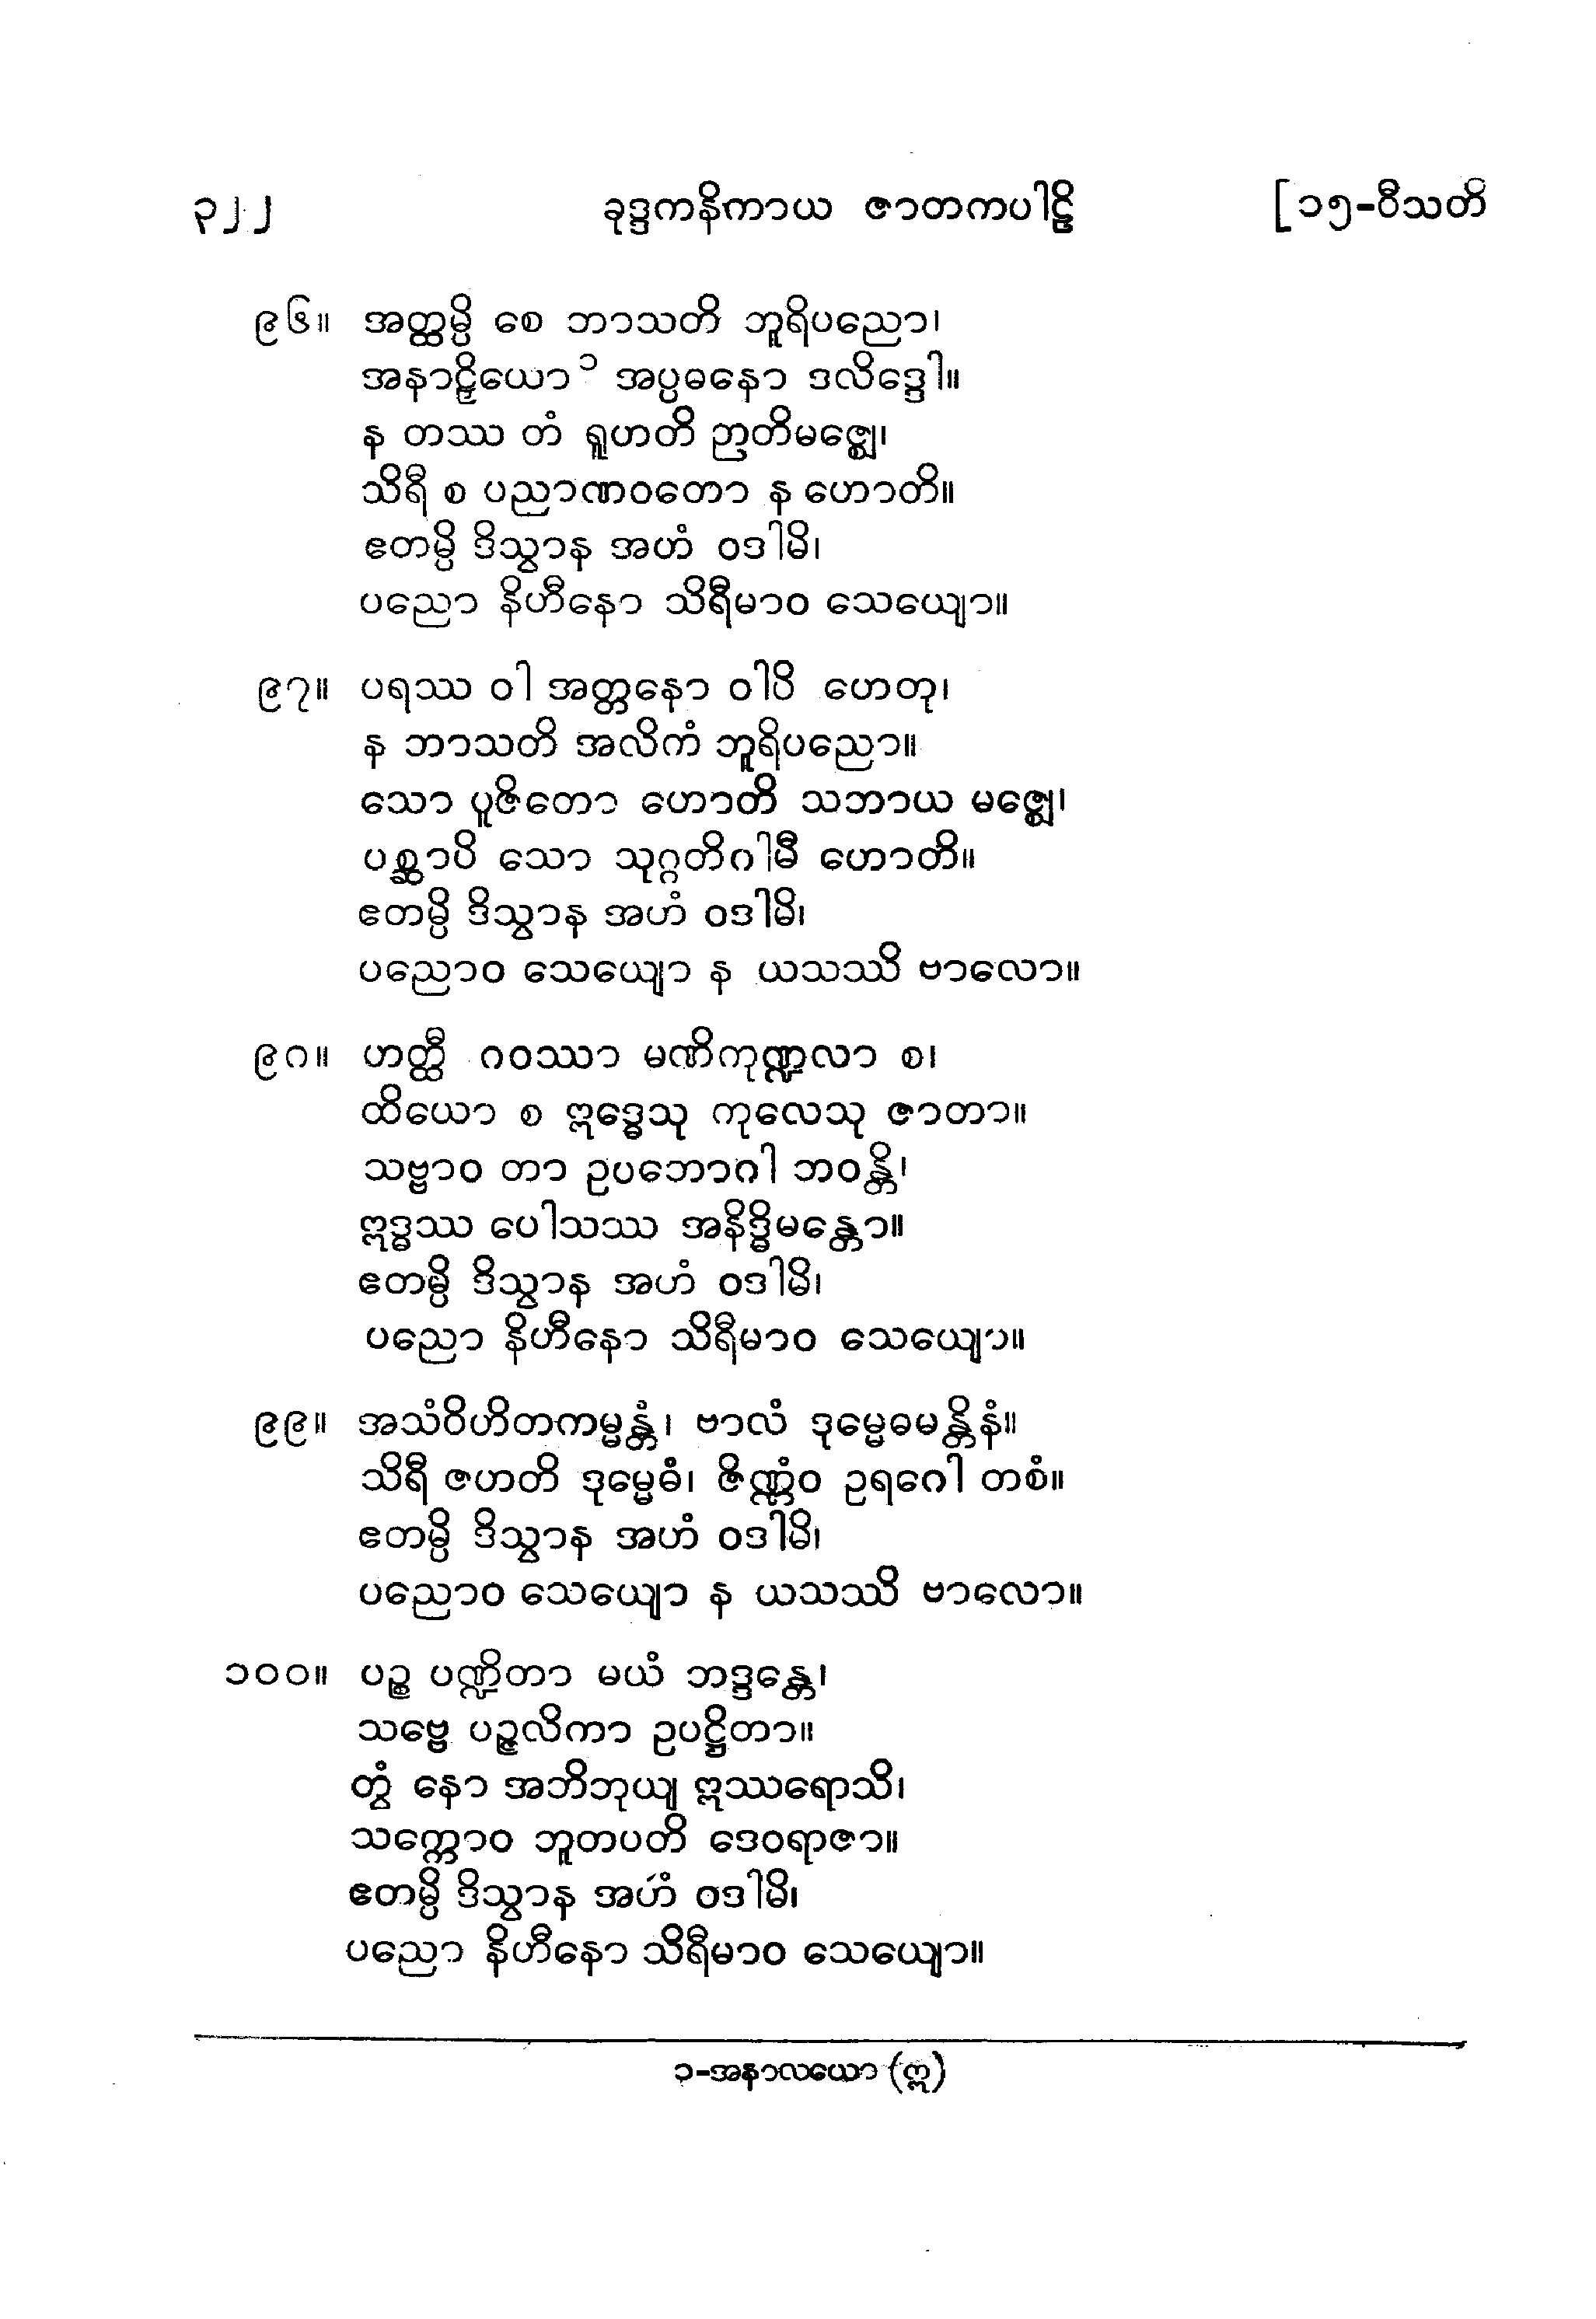 ၃၂၂ ခုဒ္ဒကနိကာယ ဇာတကပါဠိ [ ၁၅-ဝီသတိ
၉၆။ အတ္ထမ္ပိ စေ ဘာသတိ ဘူရိပညော၊
အနာဠှိယော ၁ အပ္ပဓနော ဒလိဒ္ဒေါ။
န တဿ တံ ရူဟတိ ဉာတိမဇ္ဈေ၊
သိရီ စ ပညာဏဝတော န ဟောတိ။
ဧတမ္ပိ ဒိသွာန အဟံ ဝဒါမိ၊
ပညော နိဟီနော သိရီမာဝ သေယျော။
၉၇။ ပရဿ ဝါ အတ္တနော ဝါပိ ဟေတု၊
န ဘာသတိ အလိကံ ဘူရိပညော။
သော ပူဇိတော ဟောတိ သဘာယ မဇ္ဈေ၊
ပစ္ဆာပိ သော သုဂ္ဂတိဂါမီ ဟောတိ။
ဧတမ္ပိ ဒိသွာန အဟံ ဝဒါမိ၊
ပညောဝ သေယျော န ယသဿိ ဗာလော။
၉ဂ။ ဟတ္ထီ ဂဝဿာ မဏိကုဏ္ဍလာ စ၊
ထိယော စ ဣဒ္ဓေသု ကုလေသု ဇာတာ။
သဗ္ဗာဝ တာ ဥပဘောဂါ ဘဝန္တိ၊
ဣဒ္ဓဿ ပေါသဿ အနိဒ္ဓိမန္တော။
ဧတမ္ပိ ဒိသွာန အဟံ ဝဒါမိ၊
ပညော နိဟီနော သိရီမာဝ သေယျော။
၉၉။ အသံဝိဟိတကမ္မန္တံ၊ ဗာလံ ဒုမ္မေဓမန္တိနံ။
သိရီ ဇဟတိ ဒုမ္မေဓံ၊ ဇိဏ္ဏံဝ ဥရဂေါ တစံ။
ဧတမ္ပိ ဒိသွာန အဟံ ဝဒါမိ၊
ပညောဝ သေယျော န ယသဿိ ဗာလော။
၁၀၀။ ပဉ္စ ပဏ္ဍိတာ မယံ ဘဒ္ဒန္တေ၊
သဗ္ဗေ ပဉ္ဇလိကာ ဥပဋ္ဌိတာ။
တွံ နော အဘိဘုယျ ဣဿရောသိ၊
သက္ကောဝ ဘူတပတိ ဒေဝရာဇာ။
ဧတမ္ပိ ဒိသွာန အဟံ ဝဒါမိ၊
ပညော နိဟီနော သိရီမာဝ သေယျော။
၁-အနာလယော (ဣ)